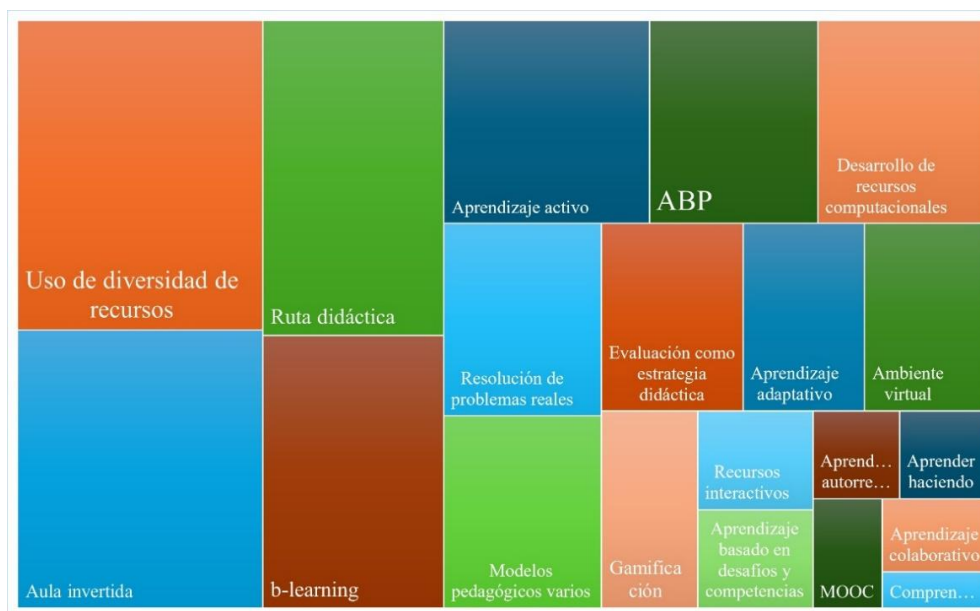 Uso de diversidad de
recursos
Aula invertida
Ruta didáctica
b-learning
Aprendizaje activo
ABP
Desarrollo de
recursos
computacionales
Resolución de
problemas reales
Modelos
pedagógicos varios
Evaluación como
estrategia
didáctica
Aprendizaje
adaptativo
Ambiente
virtual
Gamifica
ción
Recursos
interactivos
Aprendizaje
basado en
desafíos y
competencias
Aprend...
autorre...
Aprender
haciendo
MOOC
Aprendizaje
colaborativo
Compren...